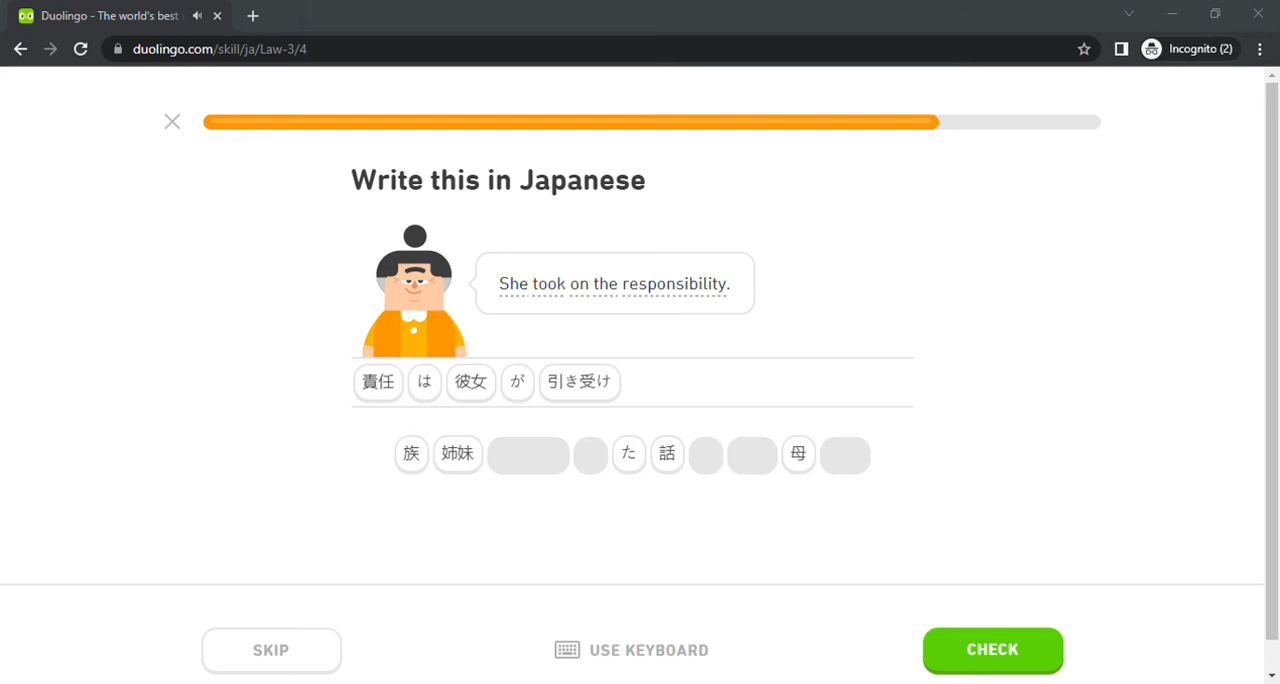 Duolingo - The world's best
duolingo.com/skill/ja/Law-3/4
Incognito (2)
Write this in Japanese
She took on the responsibility.
責任 は 彼女 が 引き受け
族 姉妹 た 話 母
SKIP
USE KEYBOARD
CHECK